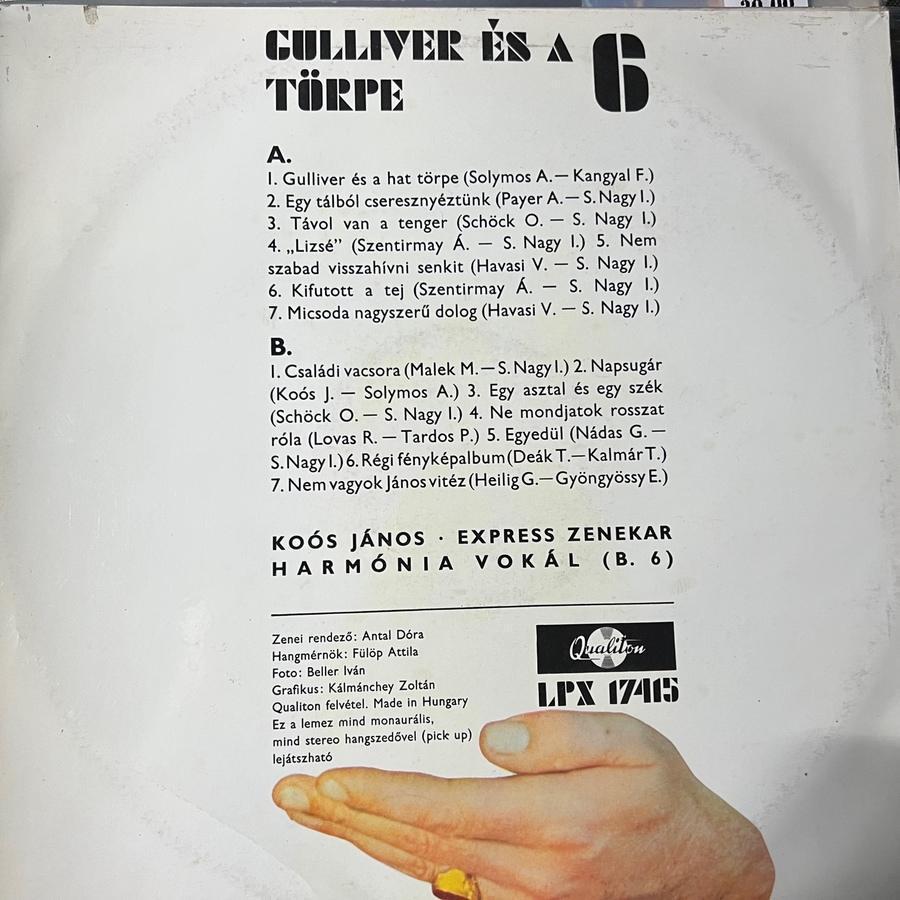 GULLIVER ÉS A 6
TÖRPE
A.
1. Gulliver és a hat törpe (Solymos A.— Kangyal F.)
2. Egy tálból cseresznyéztünk (Payer A.— S. Nagy I.)
3. Távol van a tenger (Schöck O. — S. Nagy I.)
4. „Lizsé” (Szentirmay Á. — S. Nagy I.) 5. Nem
szabad visszahívni senkit (Havasi V. — S. Nagy I.)
6. Kifutott a tej (Szentirmay Á. — S. Nagy I.)
7. Micsoda nagyszerű dolog (Havasi V. — S. Nagy I.)
B.
1. Családi vacsora (Malek M.—S. Nagy I.) 2. Napsugár
(Koós J. — Solymos A.) 3. Egy asztal és egy szék
(Schöck O. — S. Nagy I.) 4. Ne mondjatok rosszat
róla (Lovas R. — Tardos P.) 5. Egyedül (Nádas G. —
S. Nagy I.) 6. Régi fényképalbum (Deák T.—Kalmár T.)
7. Nem vagyok János vitéz (Heilig G.—Gyöngyössy E.)
KOÓS JÁNOS · EXPRESS ZENEKAR
HARMÓNIA VOKÁL (B. 6)
Zenei rendező: Antal Dóra
Hangmérnök: Fülöp Attila
Foto: Beller Iván
Grafikus: Kálmánchey Zoltán
Qualiton felvétel. Made in Hungary
Ez a lemez mind monaurális,
mind stereo hangszedővel (pick up)
lejátszható
Qualiton
LPX 17415